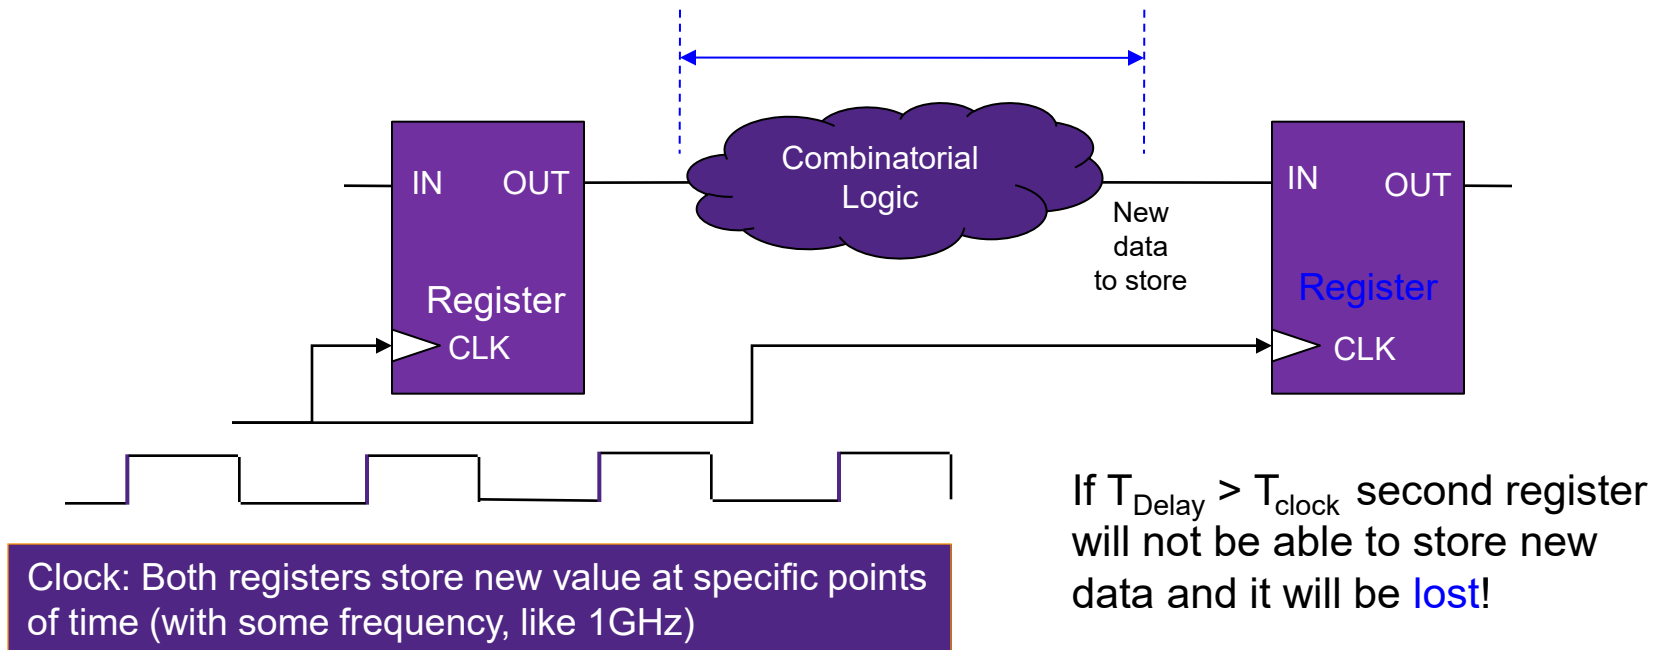 Combinatorial
Logic
IN OUT
Register
CLK
New
data
to store
IN OUT
Register
CLK
Clock: Both registers store new value at specific points
of time (with some frequency, like 1GHz)
If T_Delay > T_clock second register
will not be able to store new
data and it will be lost!